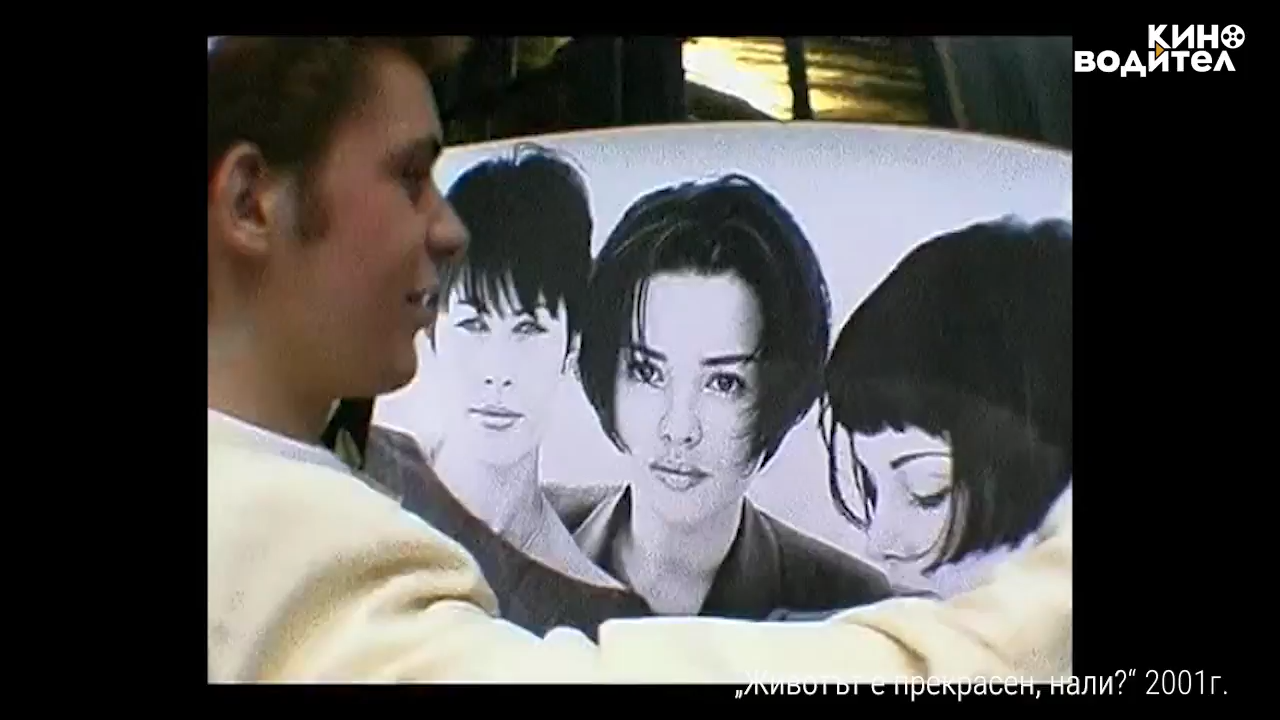 КИНО
ВОДИТЕЛ
„Животът е прекрасен, нали?“ 2001г.